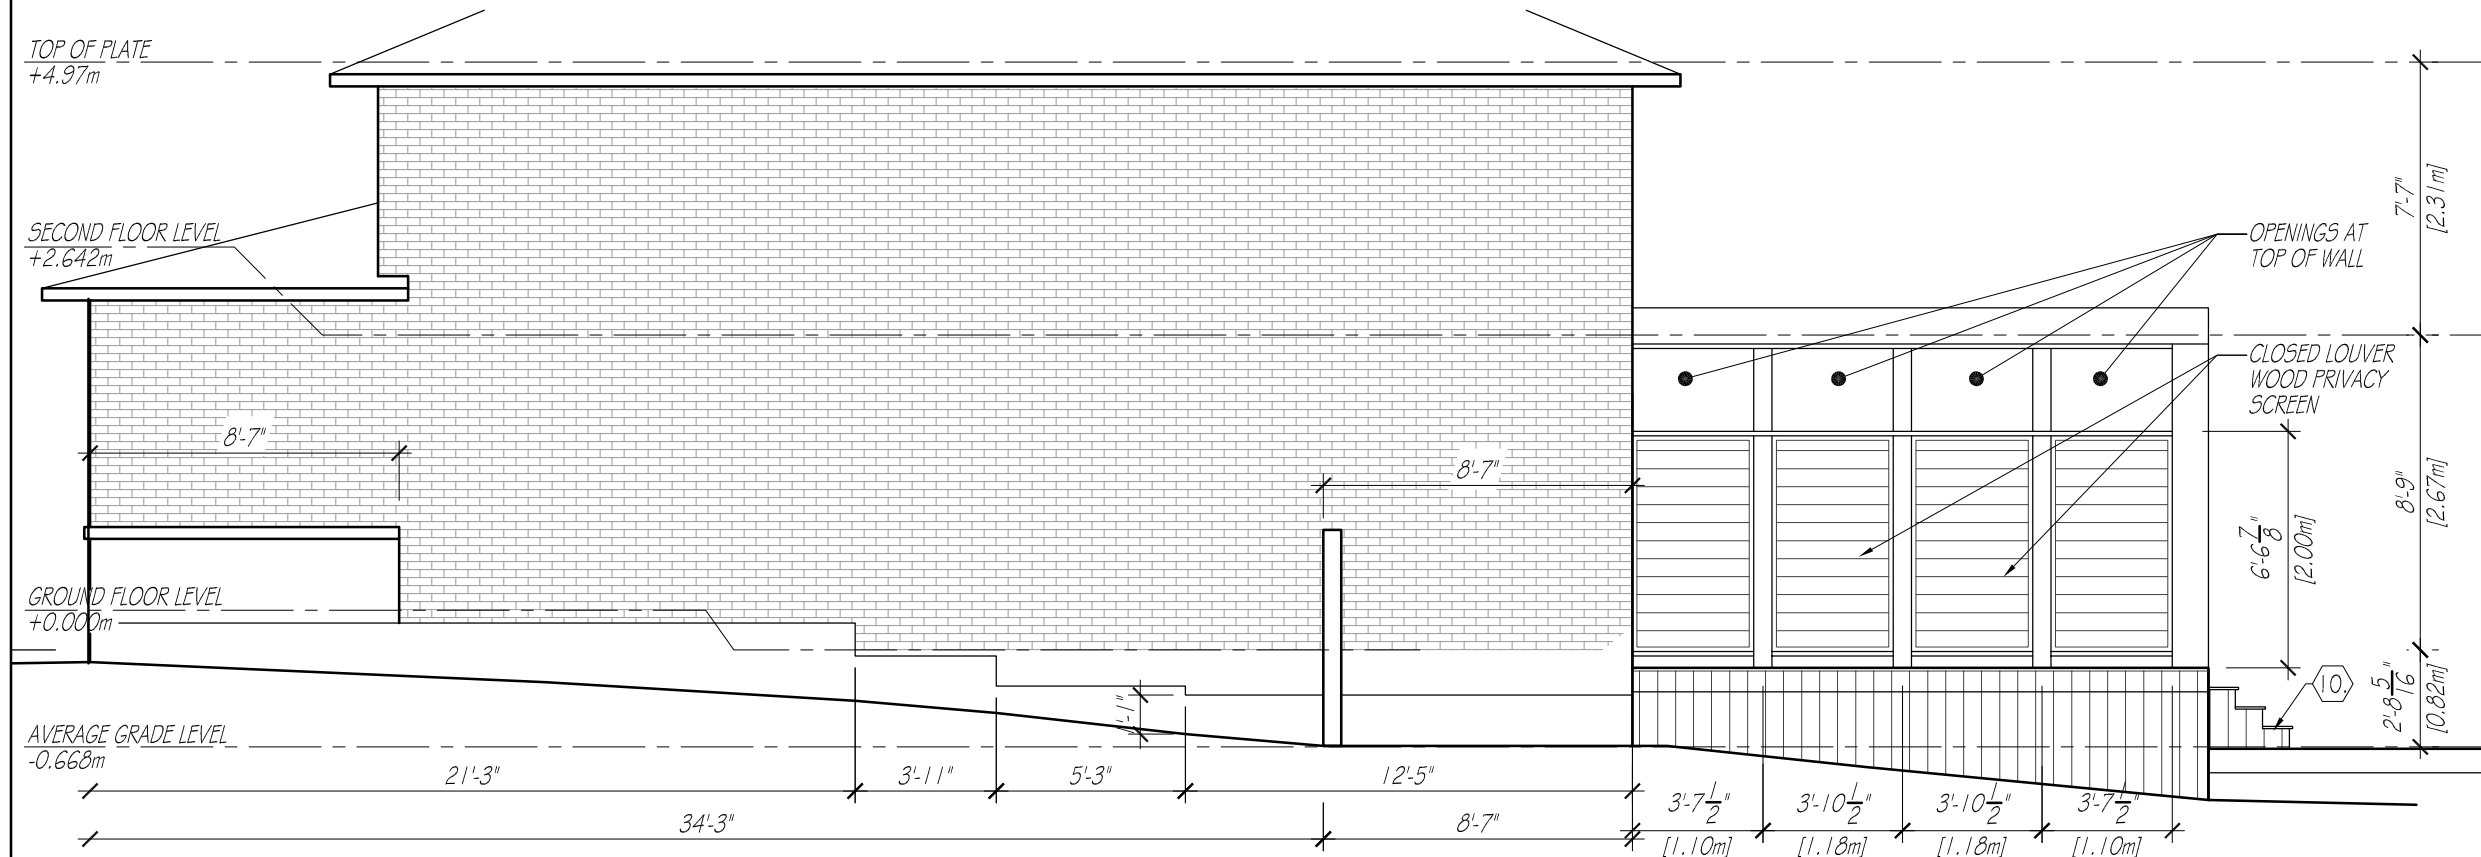 TOP OF PLATE
+4.97m
SECOND FLOOR LEVEL
+2.642m
OPENINGS AT
TOP OF WALL
7'-7"
[2.31m]
CLOSED LOUVER
WOOD PRIVACY
SCREEN
8'-7"
8'-7"
8'-9"
[2.67m]
6'-6 7/8"
[2.00m]
GROUND FLOOR LEVEL
+0.000m
10.
2'-8 5/16"
[0.82m]
'-1"
AVERAGE GRADE LEVEL
-0.668m
21'-3"
3'-11"
5'-3"
12'-5"
3'-7 1/2"
3'-10 1/2"
3'-10 1/2"
3'-7 1/2"
34'-3"
8'-7"
[1.10m]
[1.18m]
[1.18m]
[1.10m]